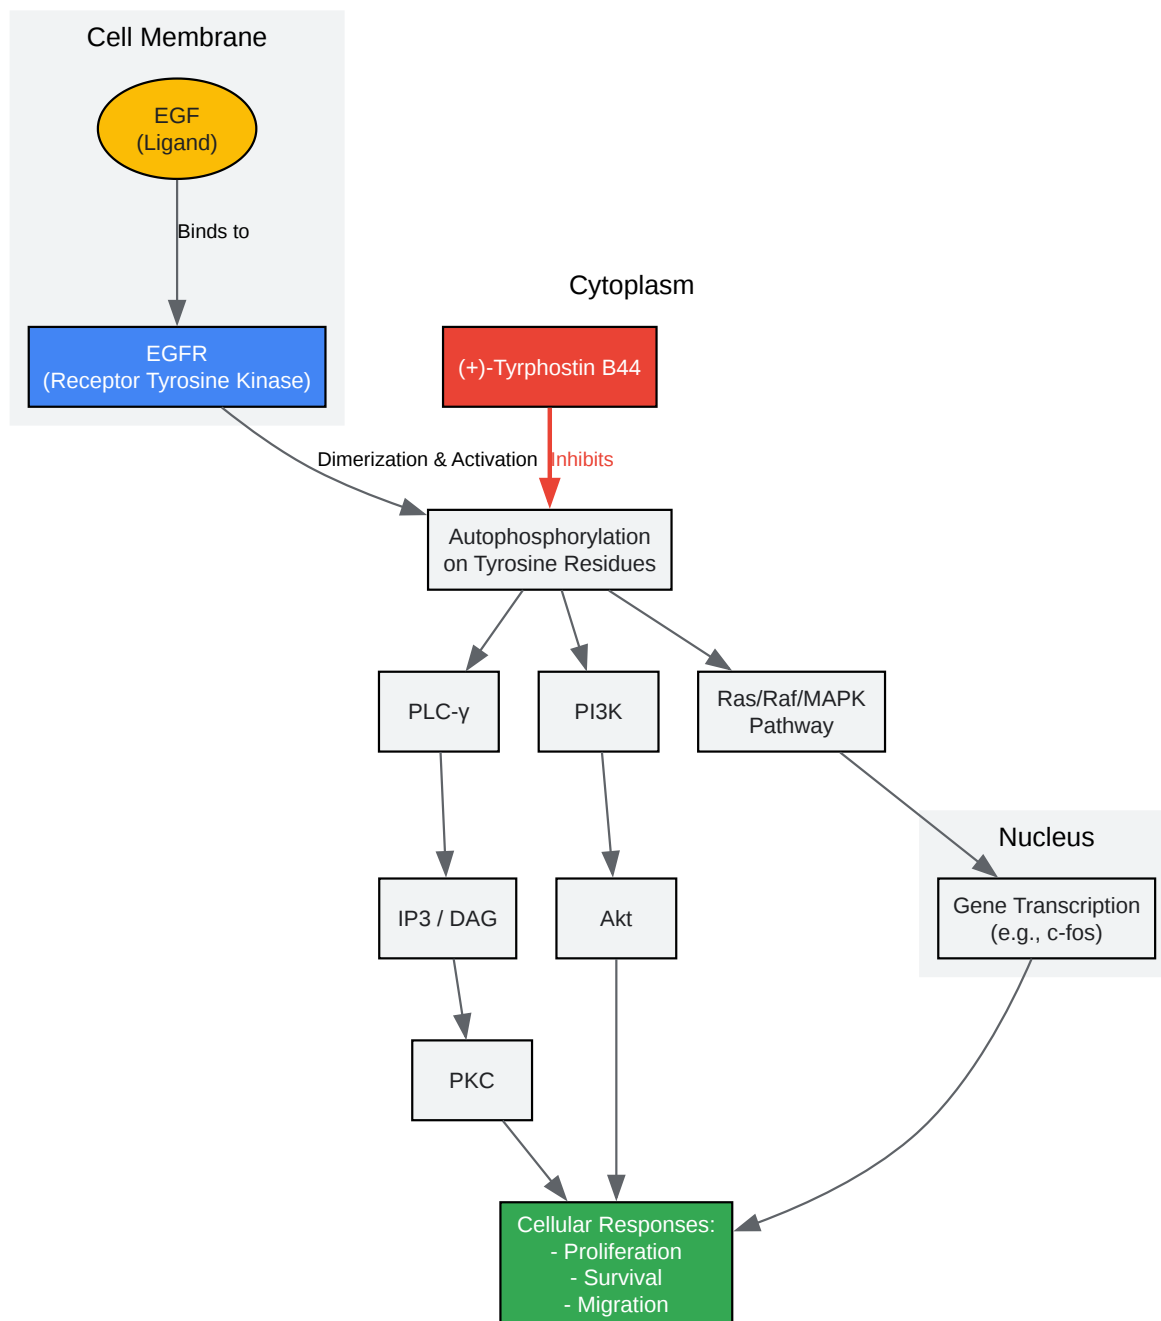 Cell Membrane
EGF
(Ligand)
Binds to
EGFR
(Receptor Tyrosine Kinase)
Cytoplasm
(+)-Tyrphostin B44
Dimerization & Activation
Inhibits
Autophosphorylation
on Tyrosine Residues
PLC-γ
PI3K
Ras/Raf/MAPK
Pathway
Nucleus
IP3 / DAG
Akt
Gene Transcription
(e.g., c-fos)
PKC
Cellular Responses:
- Proliferation
- Survival
- Migration